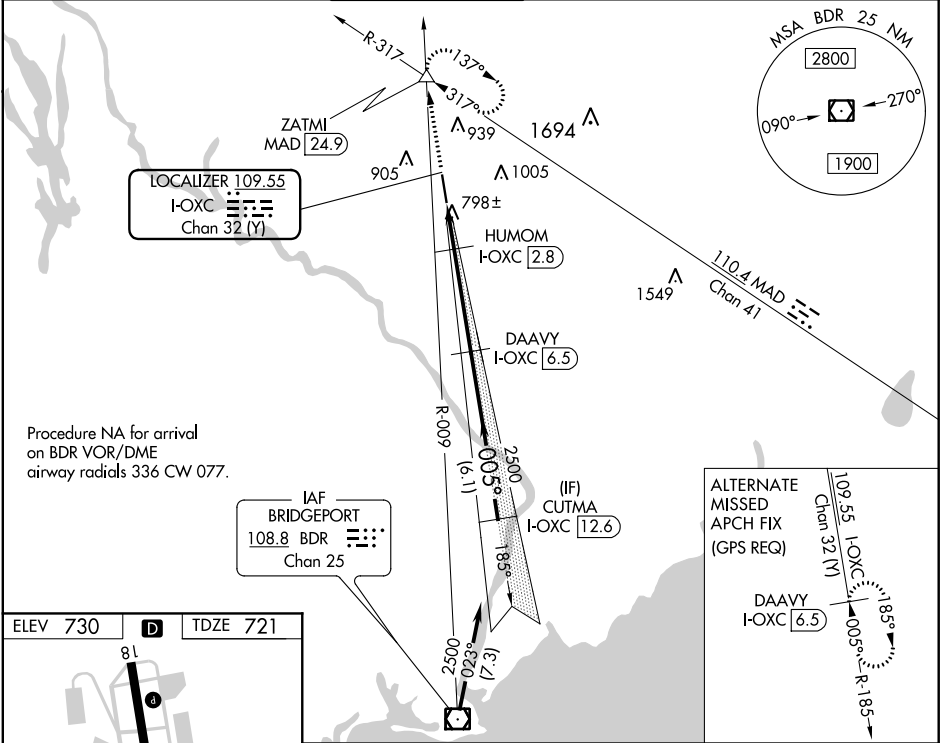 MSA BDR 25 NM
2800
090°
270°
1900
R-317
137°
317°
ZATMI
MAD 24.9
939
1694
905
1005
LOCALIZER 109.55
I-OXC
Chan 32 (Y)
798±
HUMOM
I-OXC 2.8
1549
110.4 MAD
Chan 41
DAAVY
I-OXC 6.5
R-009
Procedure NA for arrival
on BDR VOR/DME
airway radials 336 CW 077.
2500
005°
(6.1)
(IF)
CUTMA
I-OXC 12.6
185°
IAF
BRIDGEPORT
108.8 BDR
Chan 25
2500
023°
(7.3)
ALTERNATE
MISSED
APCH FIX
(GPS REQ)
109.55 I-OXC
Chan 32 (Y)
DAAVY
I-OXC 6.5
185°
005°
R-185
ELEV 730
D
TDZE 721
18
P